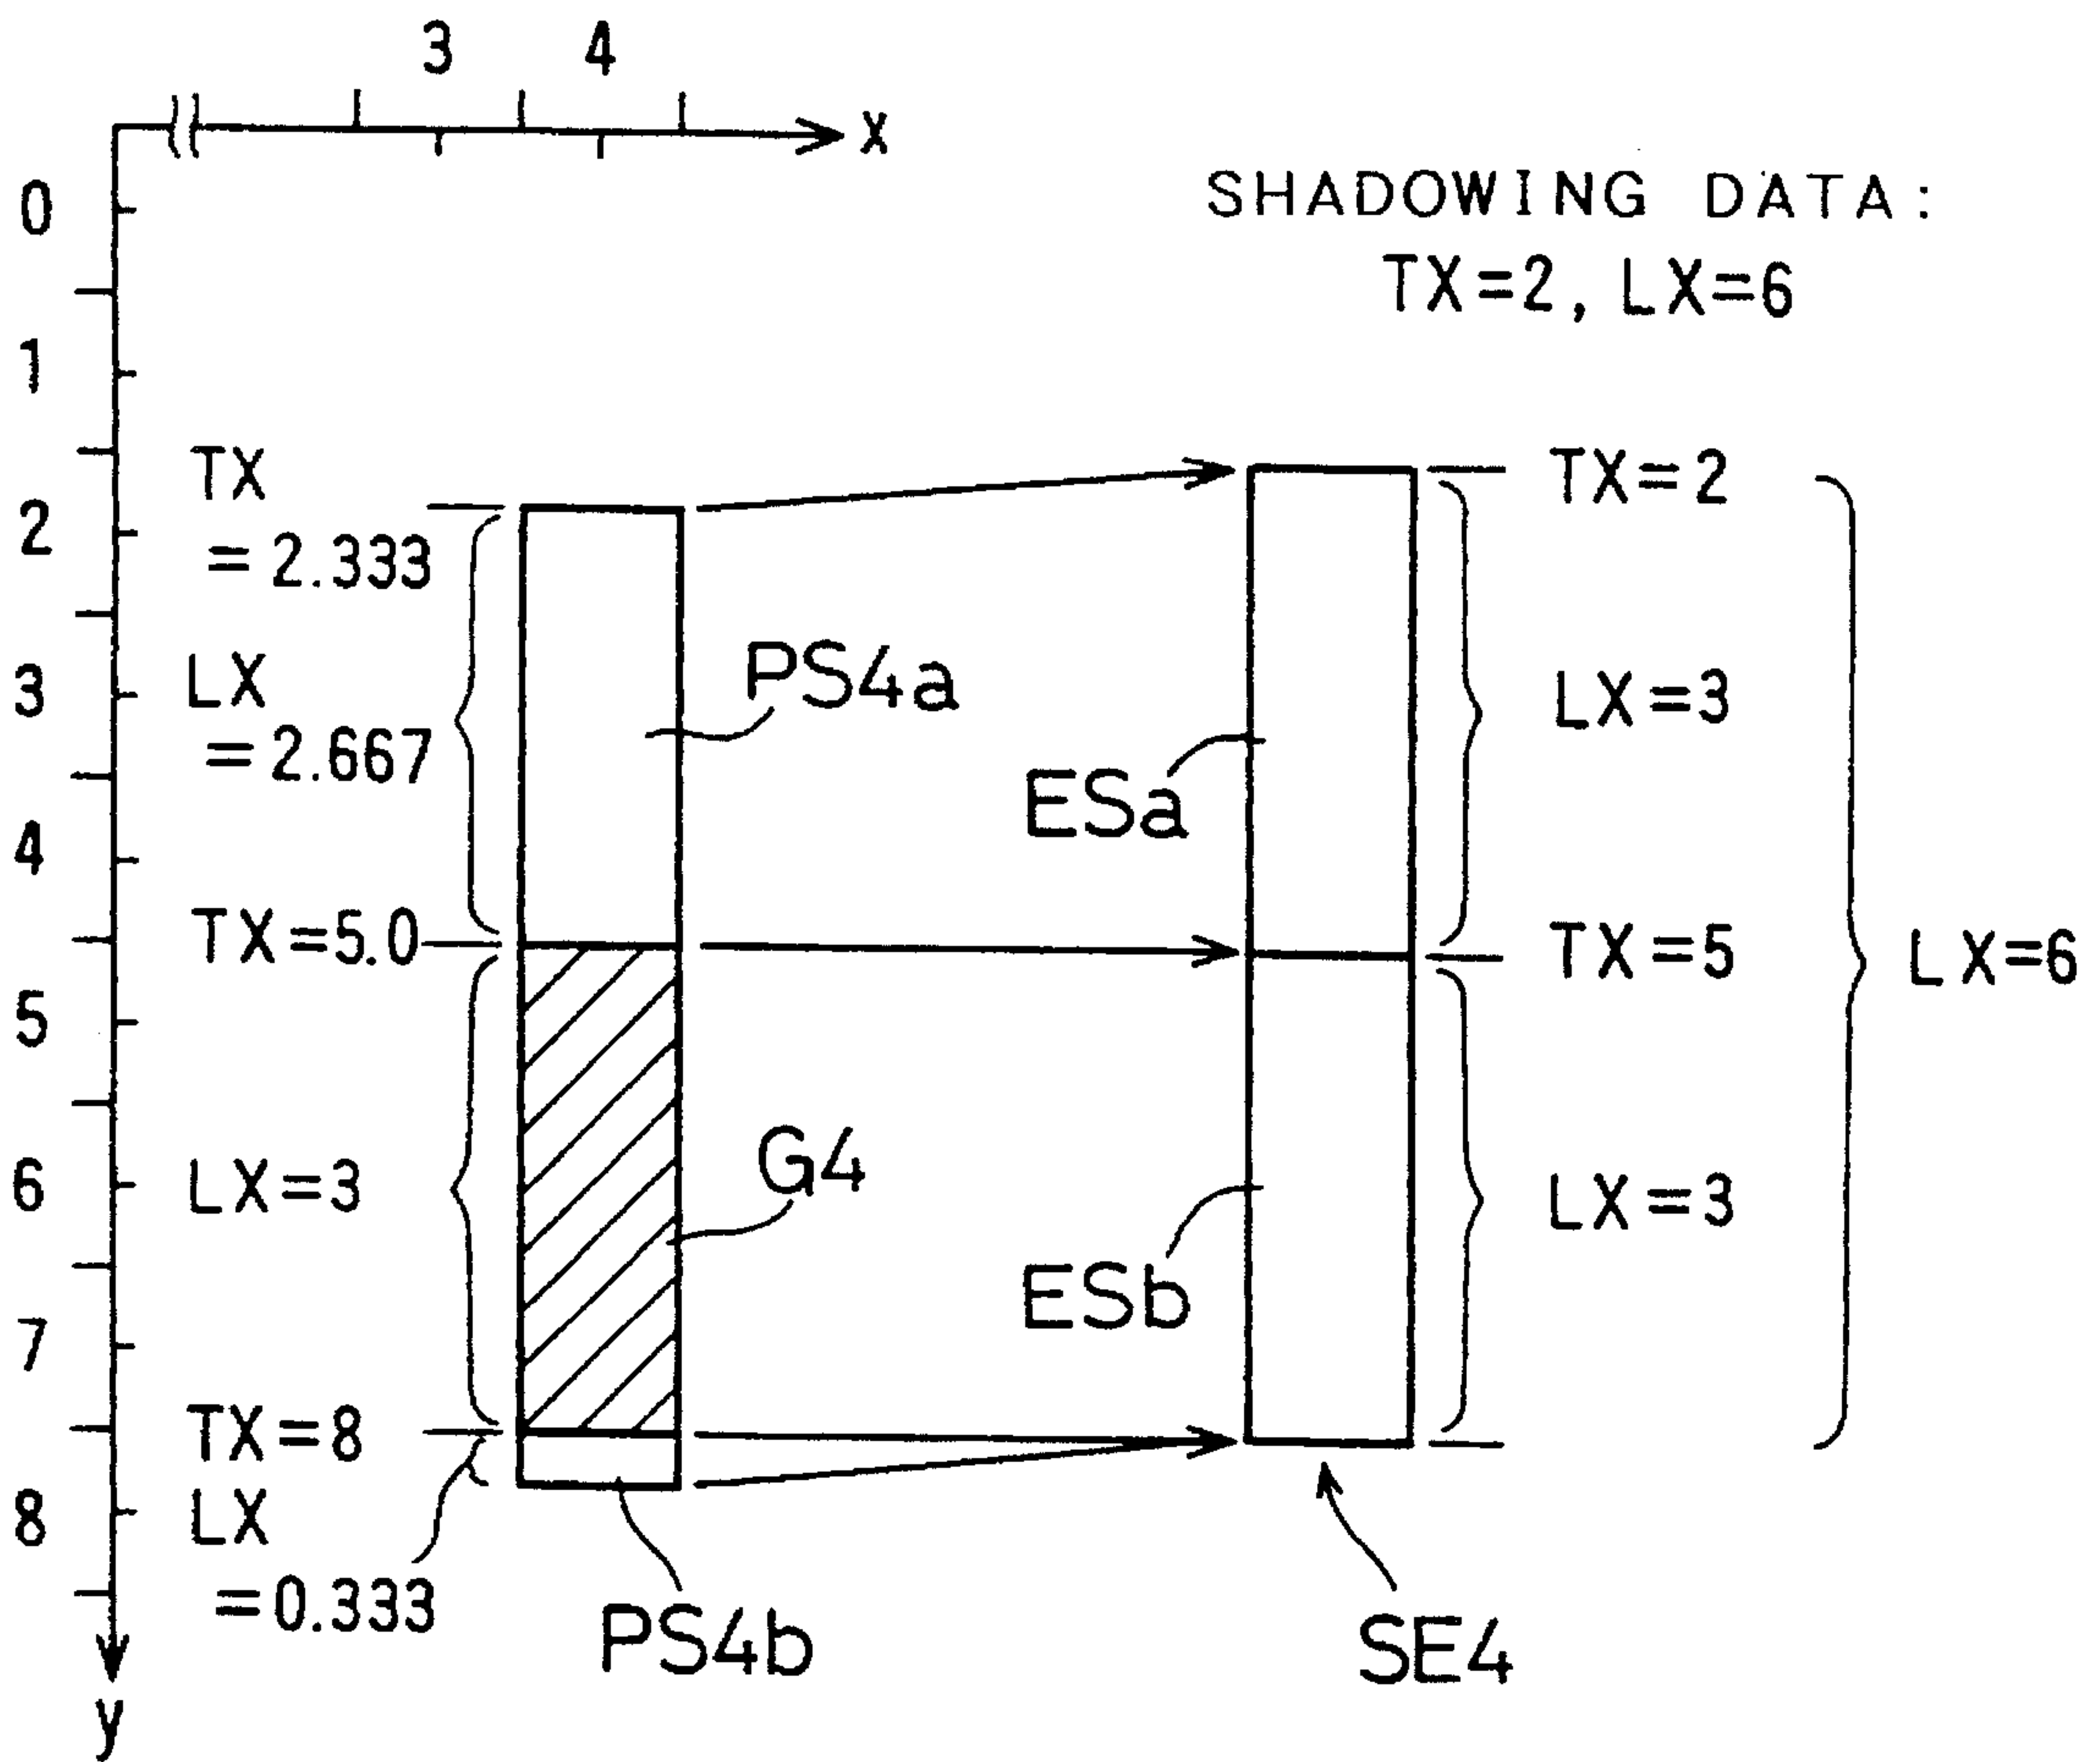 3 4
x
SHADOWING DATA:
TX=2, LX=6
0
1
2
3
4
5
6
7
8
y
TX
=2.333
LX
=2.667
TX=5.0
LX=3
TX=8
LX
=0.333
PS4a
G4
PS4b
ESa
ESb
SE4
TX=2
LX=3
TX=5
LX=3
LX=6